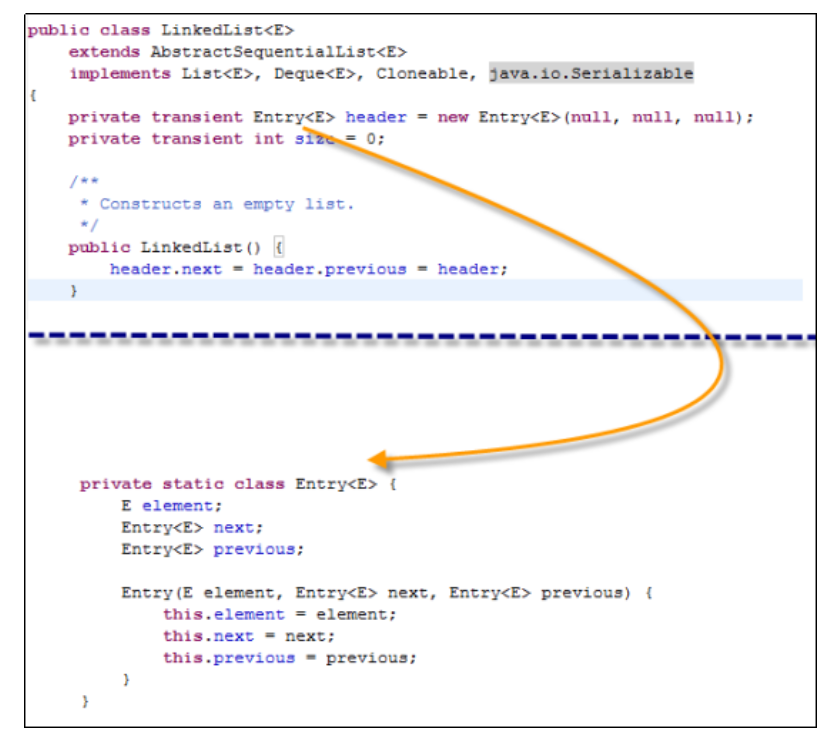 public class LinkedList<E>
    extends AbstractSequentialList<E>
    implements List<E>, Deque<E>, Cloneable, java.io.Serializable
{
    private transient Entry<E> header = new Entry<E>(null, null, null);
    private transient int size = 0;

    /**
     * Constructs an empty list.
     */
    public LinkedList() {
        header.next = header.previous = header;
    }

    private static class Entry<E> {
        E element;
        Entry<E> next;
        Entry<E> previous;

        Entry(E element, Entry<E> next, Entry<E> previous) {
            this.element = element;
            this.next = next;
            this.previous = previous;
        }
    }